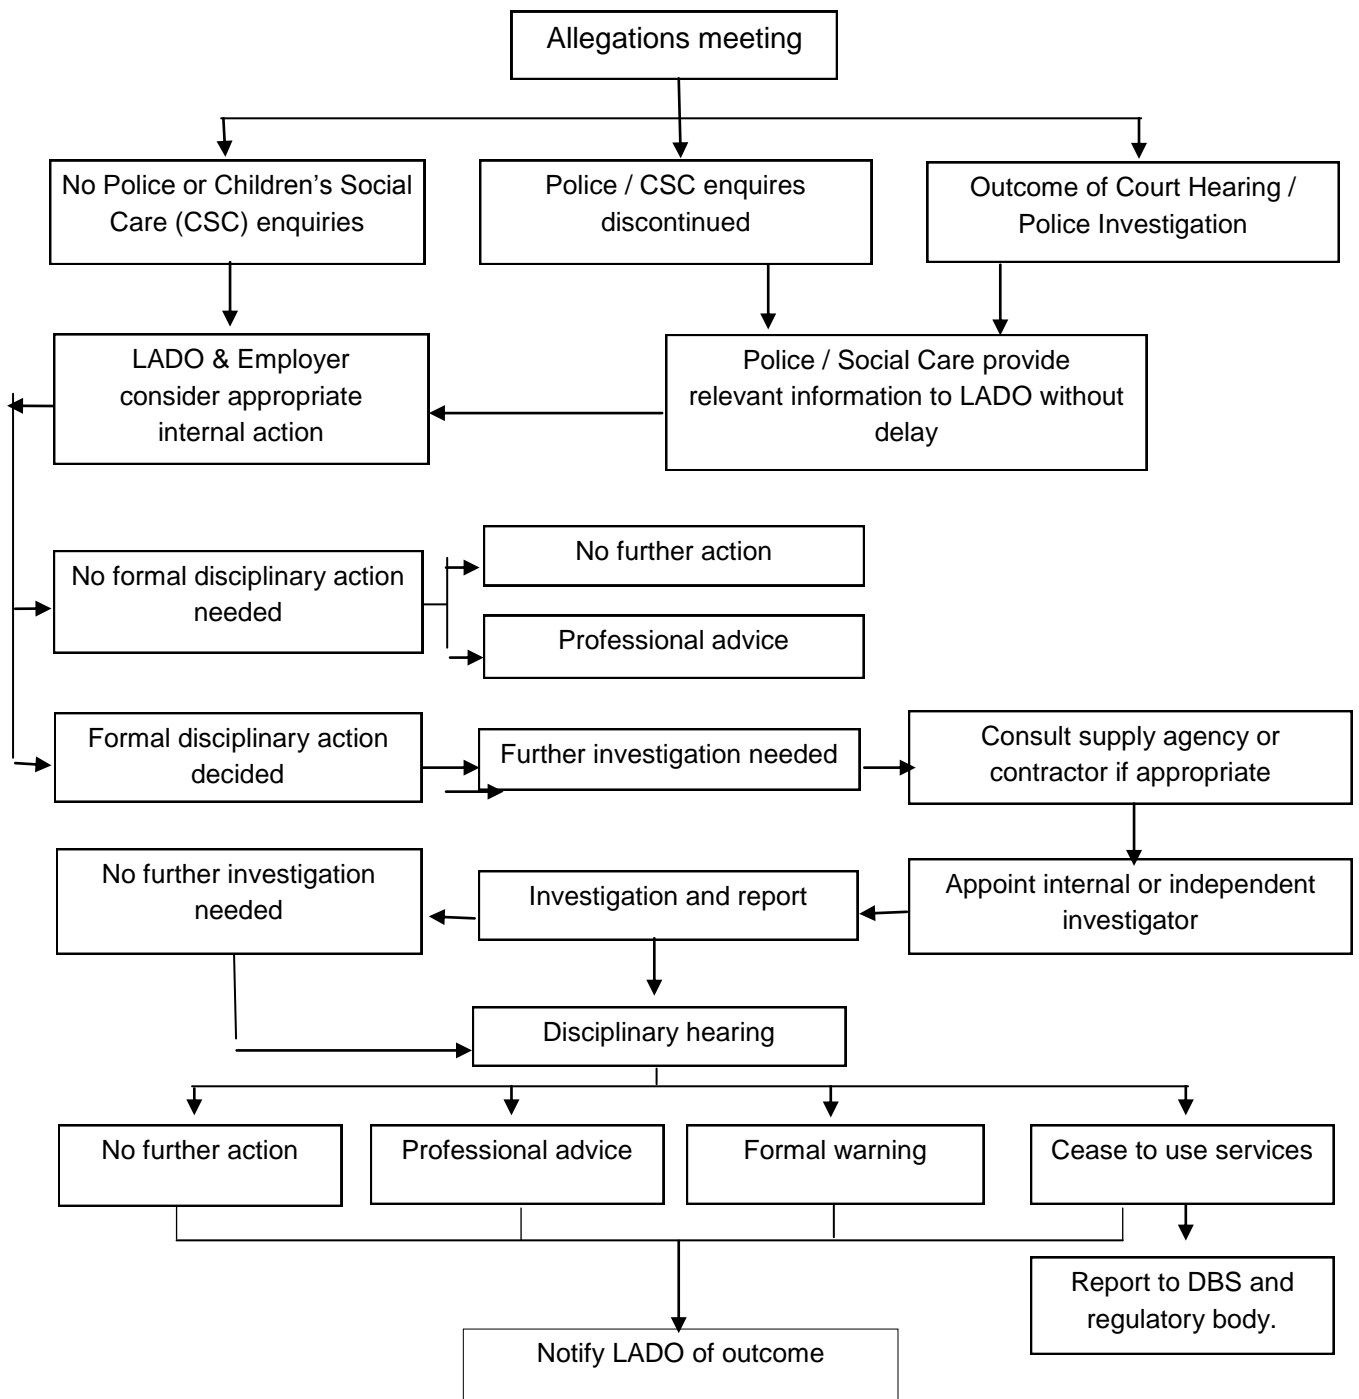 Allegations meeting
No Police or Children's Social
Care (CSC) enquiries
Police / CSC enquires
discontinued
Outcome of Court Hearing /
Police Investigation
LADO & Employer
consider appropriate
internal action
Police / Social Care provide
relevant information to LADO without
delay
No formal disciplinary action
needed
No further action
Professional advice
Formal disciplinary action
decided
Further investigation needed
Consult supply agency or
contractor if appropriate
No further investigation
needed
Investigation and report
Appoint internal or independent
investigator
Disciplinary hearing
No further action
Professional advice
Formal warning
Cease to use services
Report to DBS and
regulatory body.
Notify LADO of outcome